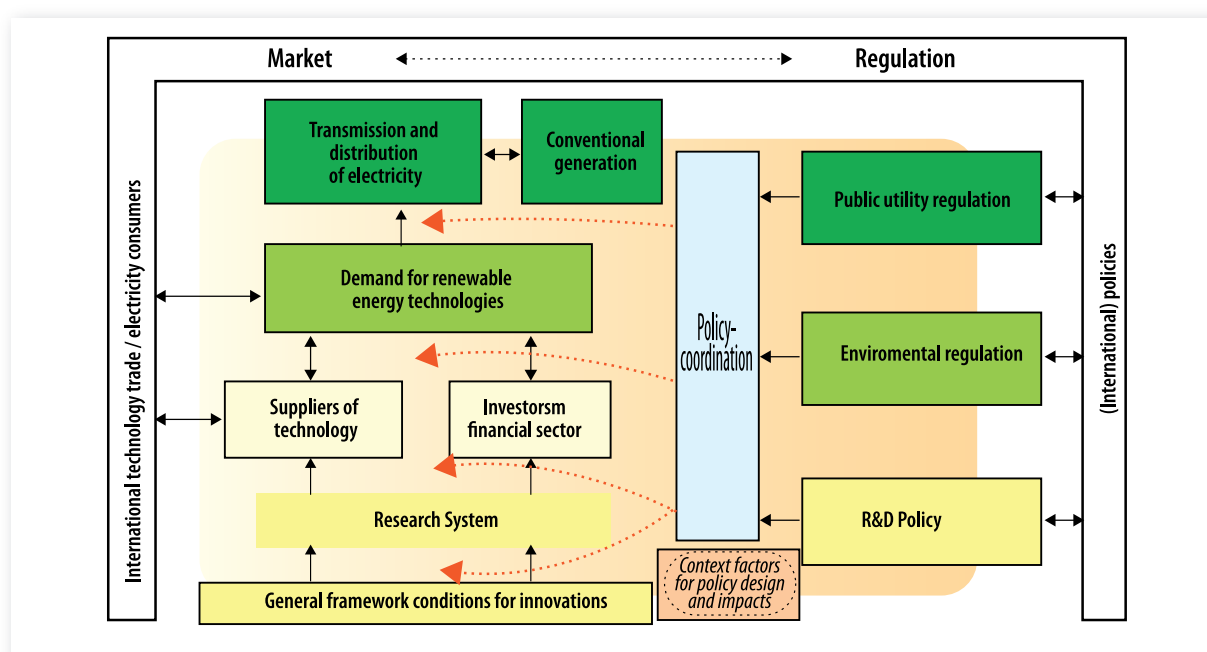 Market
Regulation
International technology trade / electricity consumers
Transmission and
distribution
of electricity
Conventional
generation
Public utility regulation
Demand for renewable
energy technologies
Policy-
coordination
Enviromental regulation
(International) policies
Suppliers of
technology
Investorsm
financial sector
Research System
R&D Policy
Context factors
for policy design
and impacts
General framework conditions for innovations